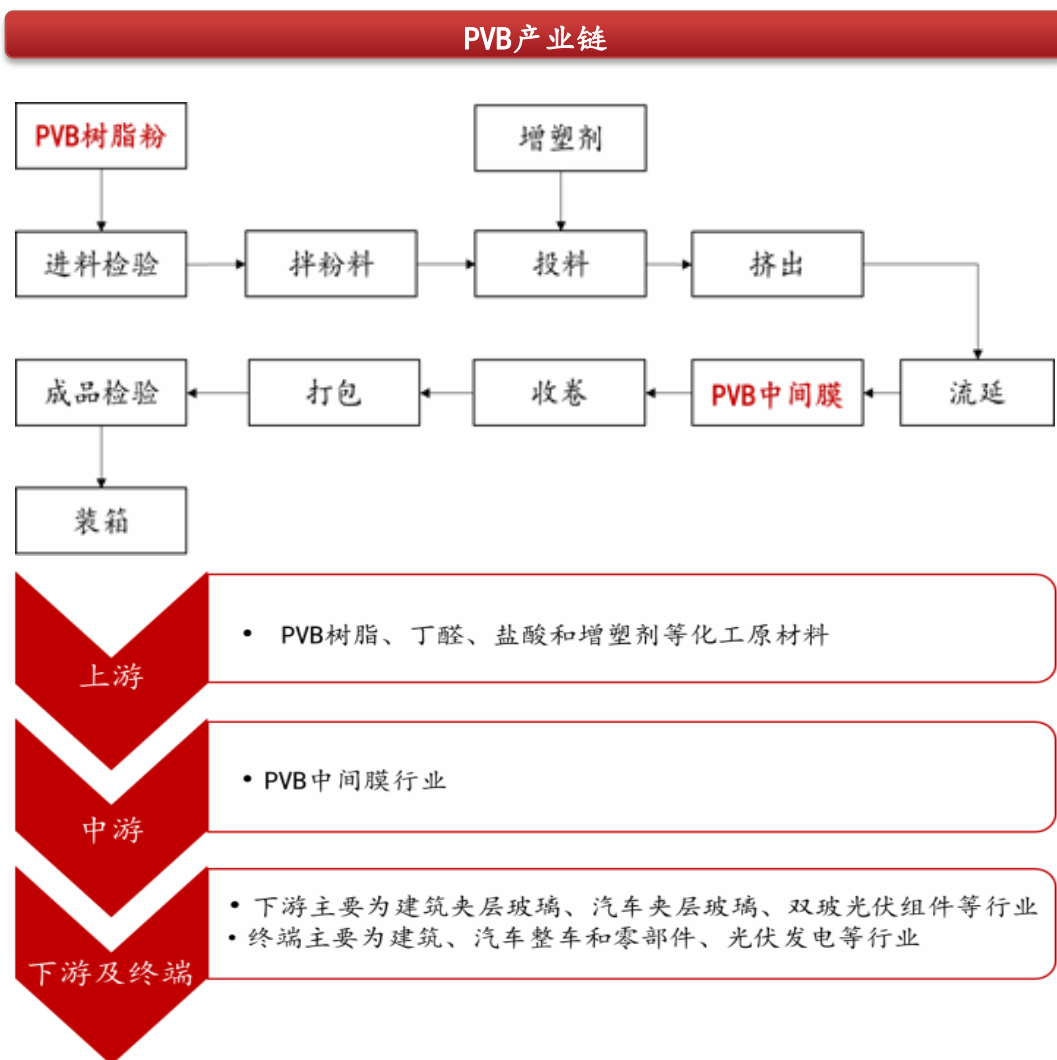 PVB产业链
PVB树脂粉
增塑剂
进料检验
拌粉料
投料
挤出
成品检验
打包
收卷
PVB中间膜
流延
装箱
• PVB树脂、丁醛、盐酸和增塑剂等化工原材料
上游
• PVB中间膜行业
中游
• 下游主要为建筑夹层玻璃、汽车夹层玻璃、双玻光伏组件等行业
• 终端主要为建筑、汽车整车和零部件、光伏发电等行业
下游及终端